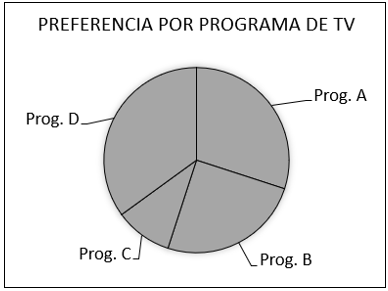 PREFERENCIA POR PROGRAMA DE TV
Prog. A
Prog. D
Prog. C
Prog. B